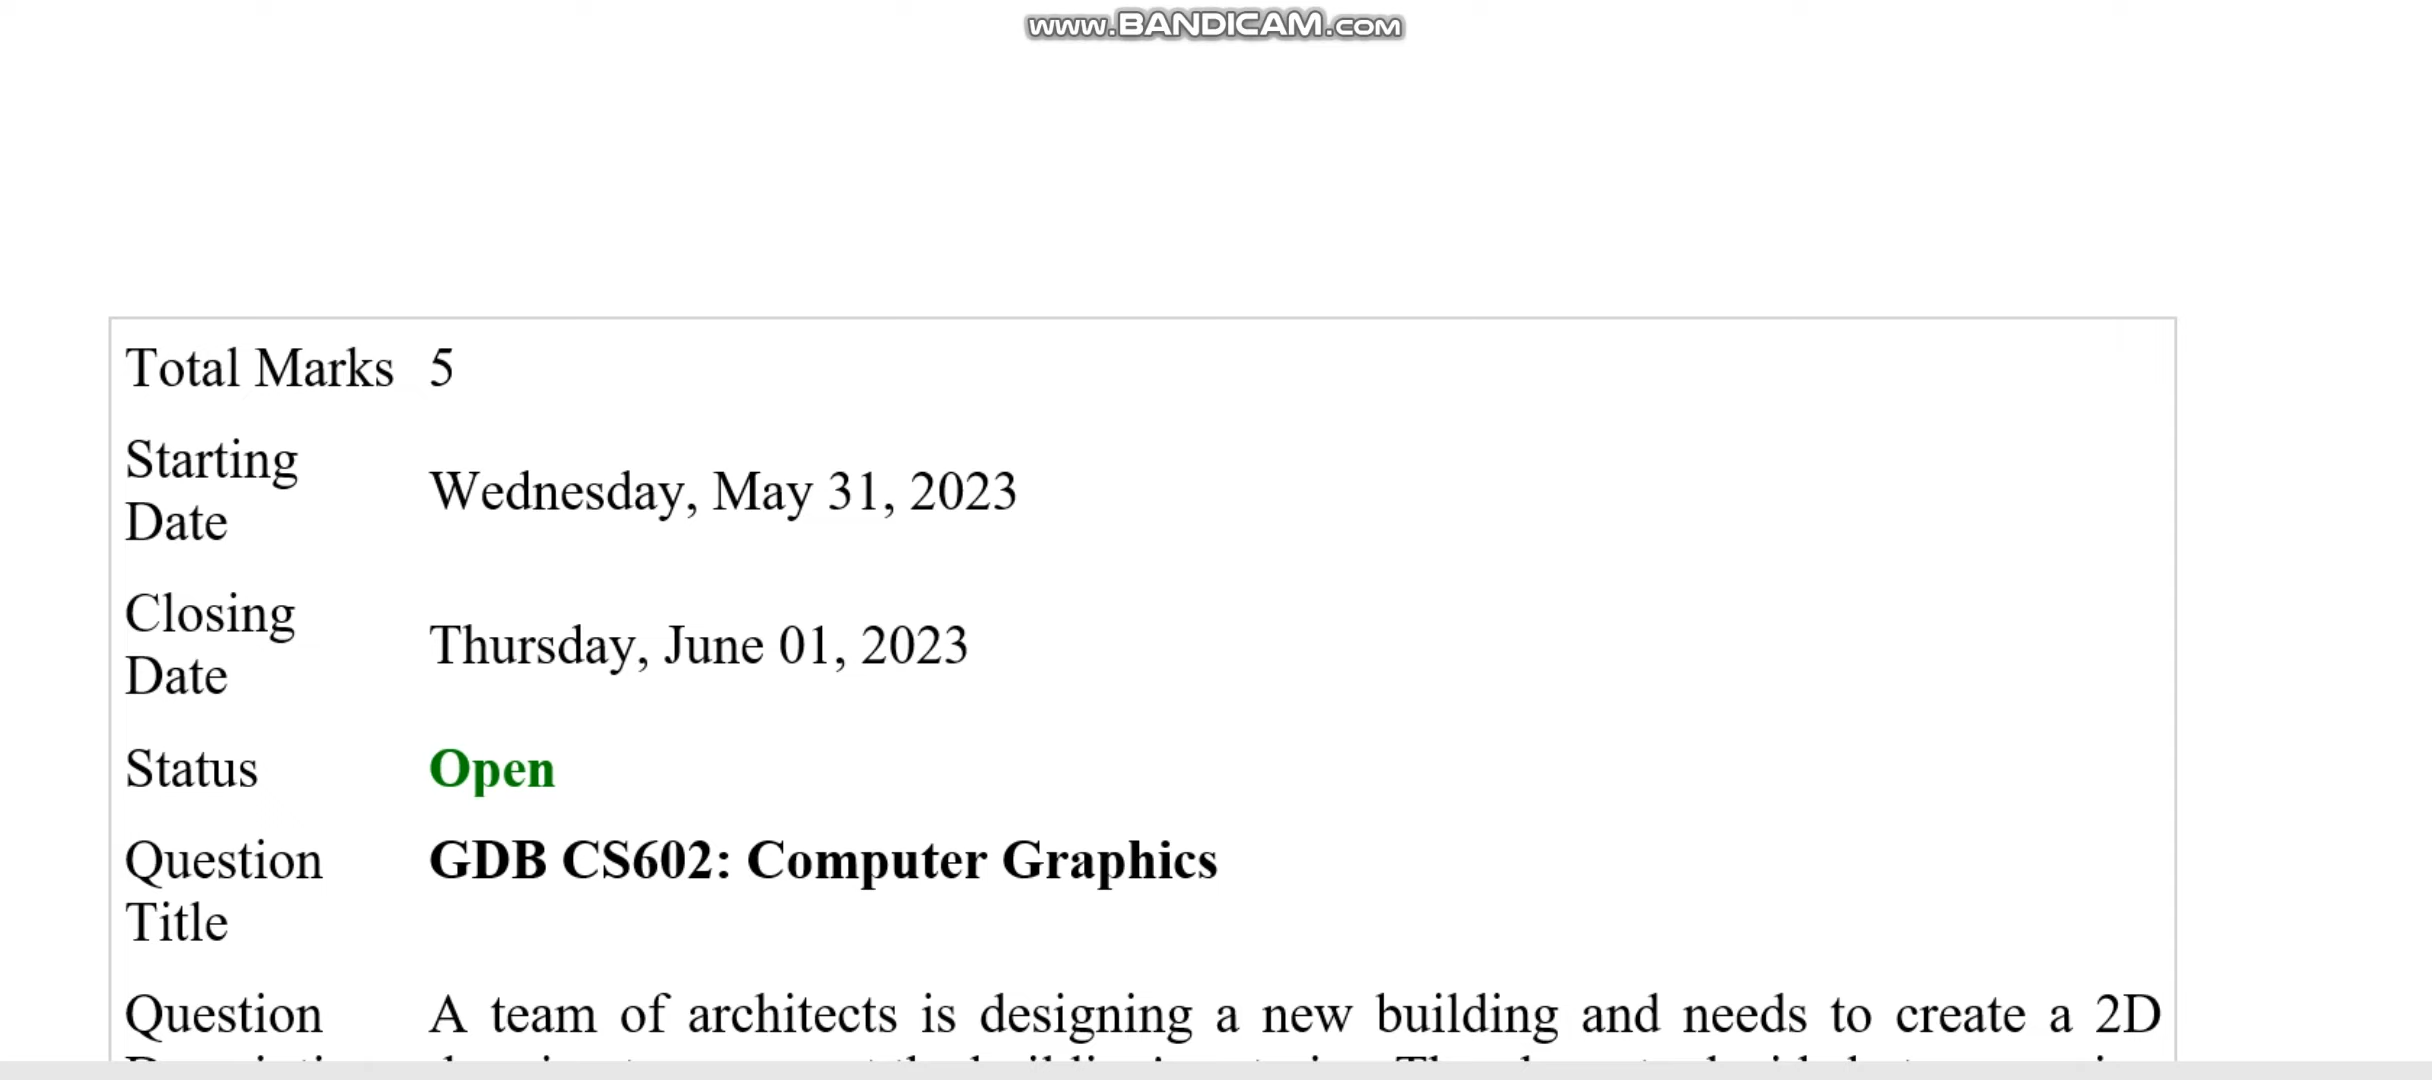 www.BANDICAM.com
Total Marks 5
Starting
Date
Wednesday, May 31, 2023
Closing
Date
Thursday, June 01, 2023
Status Open
Question
Title
GDB CS602: Computer Graphics
Question A team of architects is designing a new building and needs to create a 2D